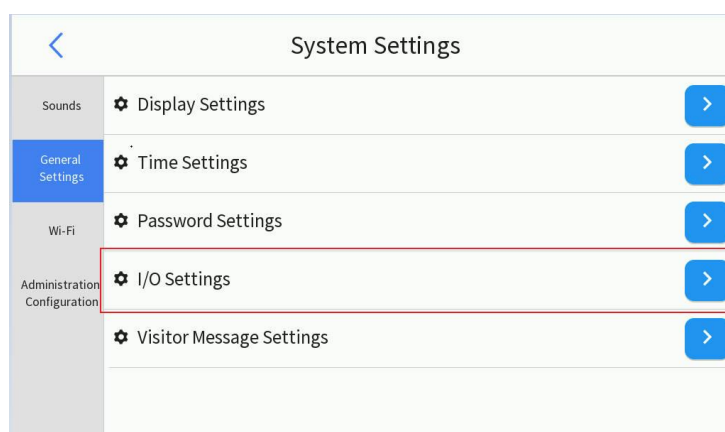 System Settings
Sounds
Display Settings
General
Settings
Time Settings
Password Settings
Wi-Fi
I/O Settings
Administration
Configuration
Visitor Message Settings